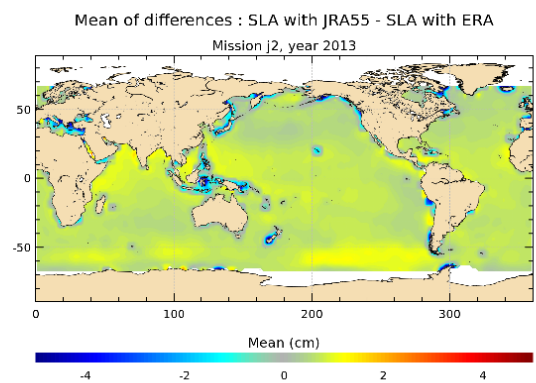 Mean of differences : SLA with JRA55 - SLA with ERA
Mission j2, year 2013
50
0
-50
0 100 200 300
Mean (cm)
-4 -2 0 2 4